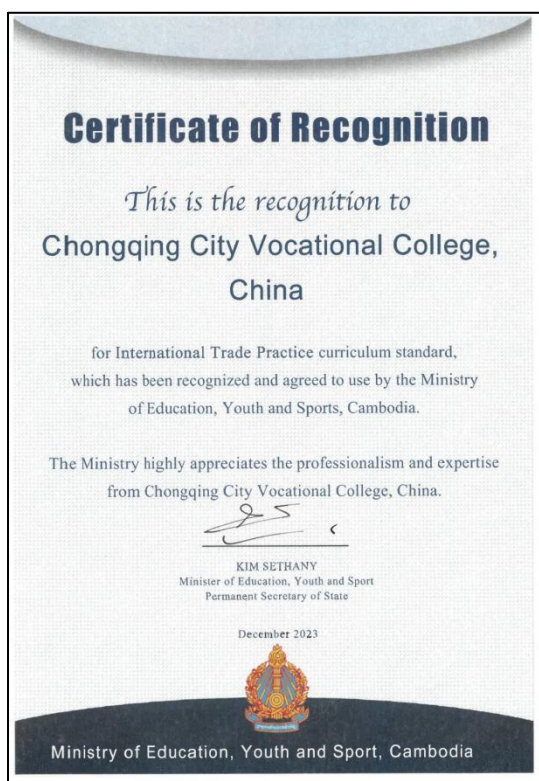 Certificate of Recognition
This is the recognition to
Chongqing City Vocational College,
China
for International Trade Practice curriculum standard,
which has been recognized and agreed to use by the Ministry
of Education, Youth and Sports, Cambodia.
The Ministry highly appreciates the professionalism and expertise
from Chongqing City Vocational College, China.
KIM SETHANY
Minister of Education, Youth and Sport
Permanent Secretary of State
December 2023
Ministry of Education, Youth and Sport, Cambodia